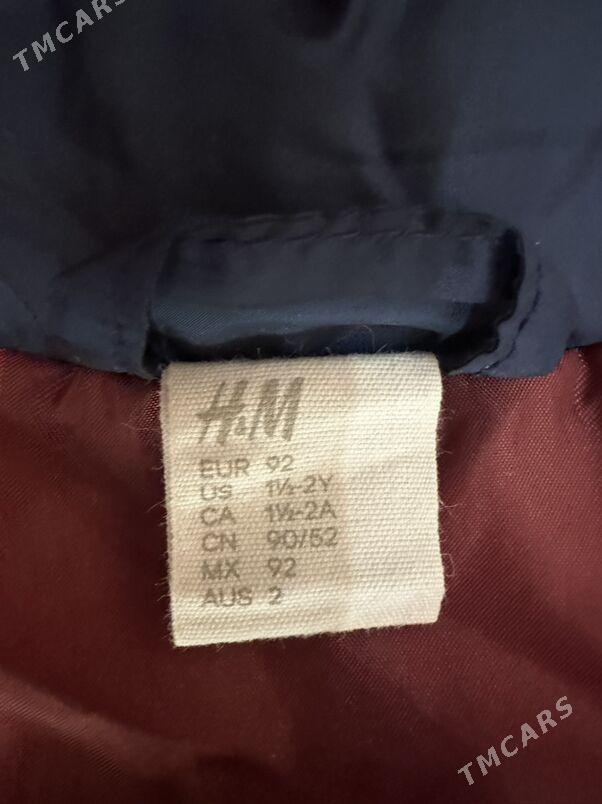 TMCARS
H&M
EUR 92
US 1½-2Y
CA 1½-2A
CN 90/52
MX 92
AUS 2
TMCARS